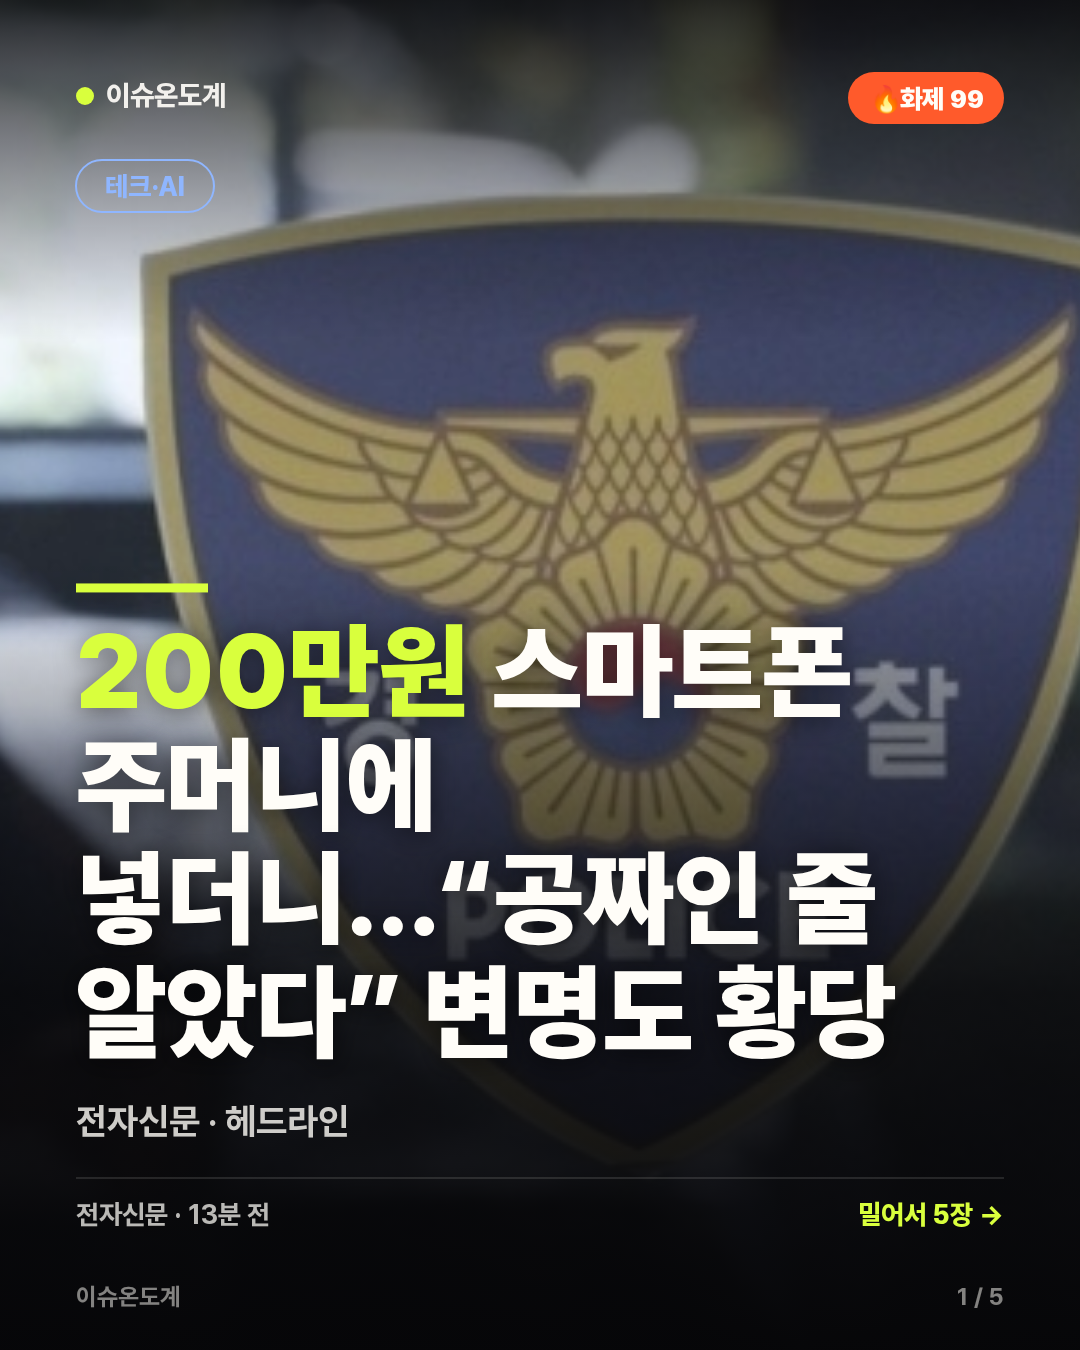 이슈온도계
🔥화제 99
테크·AI
200만원 스마트폰
주머니에
넣더니…“공짜인 줄
알았다” 변명도 황당
경 찰
POLICE
전자신문 · 헤드라인
전자신문 · 13분 전
밀어서 5장 →
이슈온도계
1 / 5